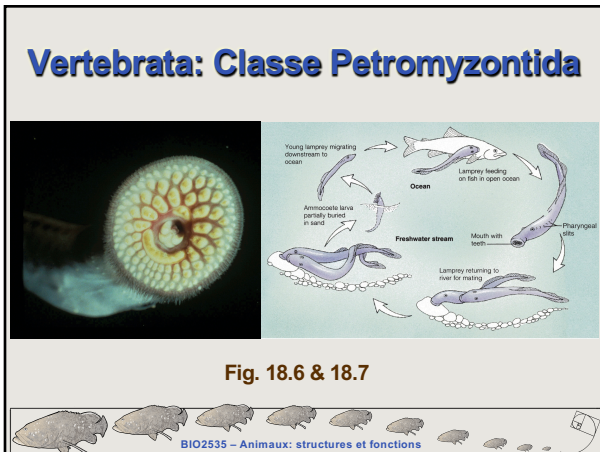 Vertebrata: Classe Petromyzontida
Young lamprey migrating
downstream to
ocean
Lamprey feeding
on fish in open ocean
Ocean
Ammocoete larva
partially buried
in sand
Freshwater stream
Mouth with
teeth
Pharyngeal
slits
Lamprey returning to
river for mating
Fig. 18.6 & 18.7
BIO2535 – Animaux: structures et fonctions